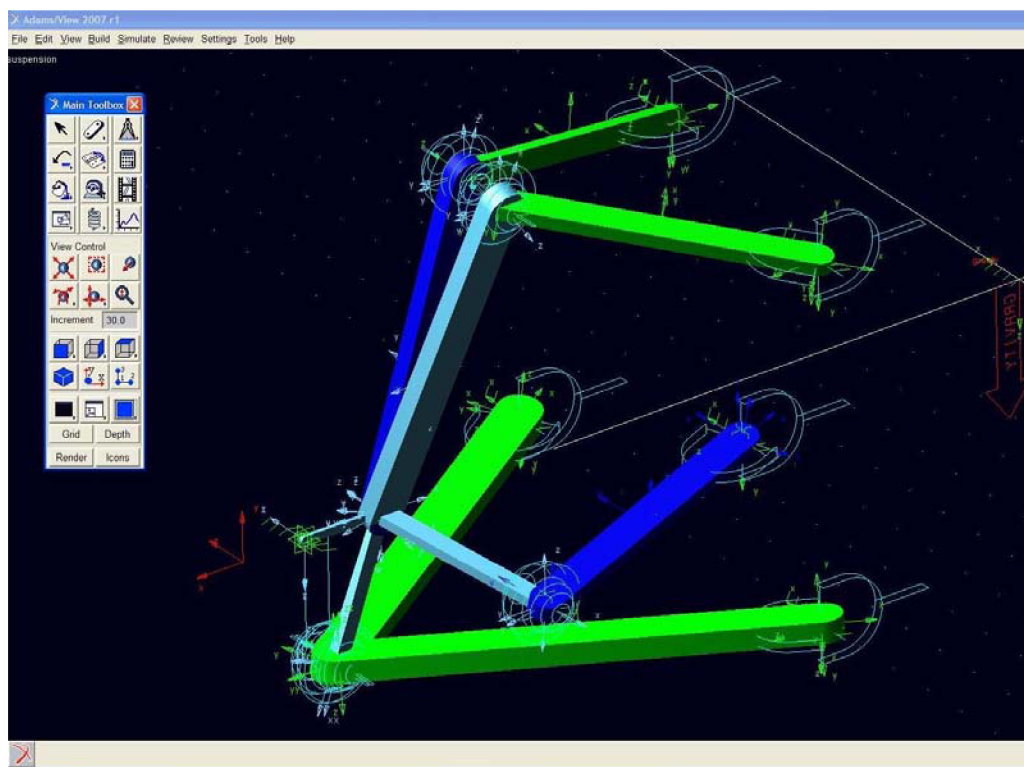 Adams/View 2007 r1
File Edit View Build Simulate Review Settings Tools Help
suspension
Main Toolbox
View Control
Increment 30.0
Grid Depth
Render Icons
GRAVITY